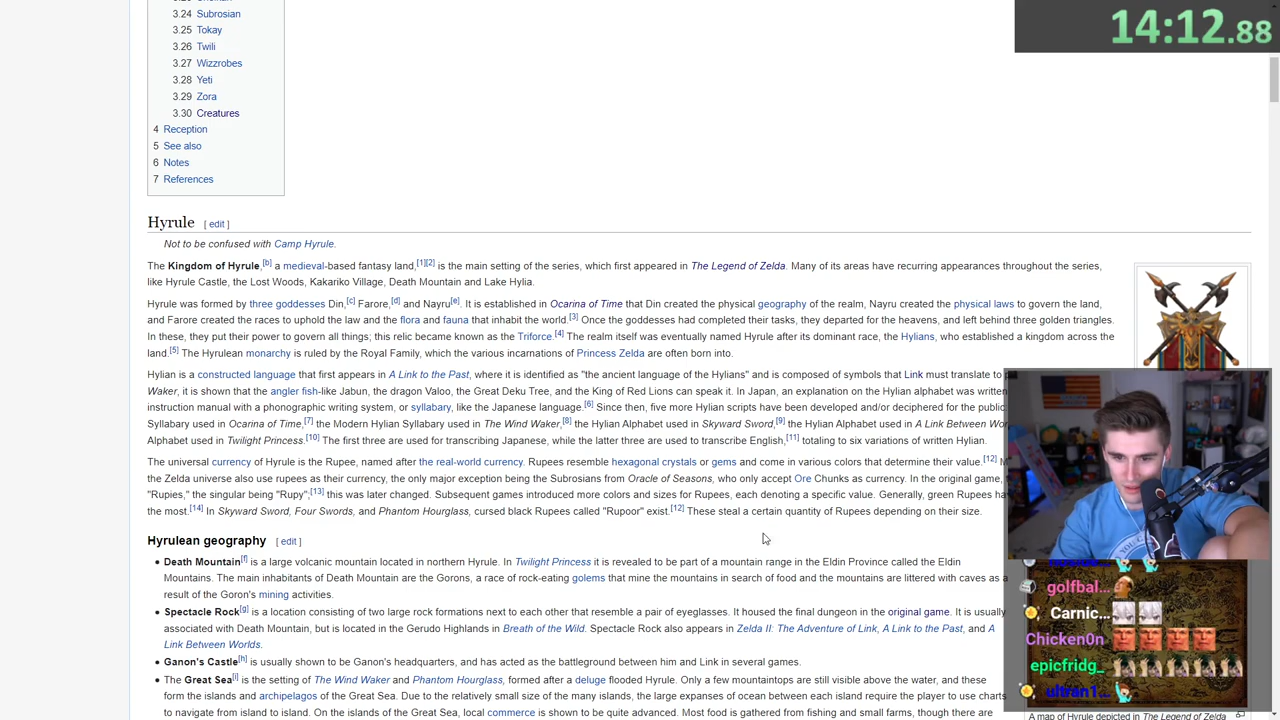 14:12.88
3.24 Subrosian
3.25 Tokay
3.26 Twili
3.27 Wizzrobes
3.28 Yeti
3.29 Zora
3.30 Creatures
4 Reception
5 See also
6 Notes
7 References
Hyrule [ edit ]
Not to be confused with Camp Hyrule.
The Kingdom of Hyrule,[b] a medieval-based fantasy land,[1][2] is the main setting of the series, which first appeared in The Legend of Zelda. Many of its areas have recurring appearances throughout the series,
like Hyrule Castle, the Lost Woods, Kakariko Village, Death Mountain and Lake Hylia.
Hyrule was formed by three goddesses Din,[c] Farore,[d] and Nayru[e]. It is established in Ocarina of Time that Din created the physical geography of the realm, Nayru created the physical laws to govern the land,
and Farore created the races to uphold the law and the flora and fauna that inhabit the world.[3] Once the goddesses had completed their tasks, they departed for the heavens, and left behind three golden triangles.
In these, they put their power to govern all things; this relic became known as the Triforce.[4] The realm itself was eventually named Hyrule after its dominant race, the Hylians, who established a kingdom across the
land.[5] The Hyrulean monarchy is ruled by the Royal Family, which the various incarnations of Princess Zelda are often born into.
Hylian is a constructed language that first appears in A Link to the Past, where it is identified as "the ancient language of the Hylians" and is composed of symbols that Link must translate to
Waker, it is shown that the angler fish-like Jabun, the dragon Valoo, the Great Deku Tree, and the King of Red Lions can speak it. In Japan, an explanation on the Hylian alphabet was written
instruction manual with a phonographic writing system, or syllabary, like the Japanese language.[6] Since then, five more Hylian scripts have been developed and/or deciphered for the public
Syllabary used in Ocarina of Time,[7] the Modern Hylian Syllabary used in The Wind Waker,[8] the Hylian Alphabet used in Skyward Sword,[9] the Hylian Alphabet used in A Link Between Wor
Alphabet used in Twilight Princess.[10] The first three are used for transcribing Japanese, while the latter three are used to transcribe English,[11] totaling to six variations of written Hylian.
The universal currency of Hyrule is the Rupee, named after the real-world currency. Rupees resemble hexagonal crystals or gems and come in various colors that determine their value.[12] M
the Zelda universe also use rupees as their currency, the only major exception being the Subrosians from Oracle of Seasons, who only accept Ore Chunks as currency. In the original game,
"Rupies," the singular being "Rupy";[13] this was later changed. Subsequent games introduced more colors and sizes for Rupees, each denoting a specific value. Generally, green Rupees ha
the most.[14] In Skyward Sword, Four Swords, and Phantom Hourglass, cursed black Rupees called "Rupoor" exist.[12] These steal a certain quantity of Rupees depending on their size.
Hyrulean geography [ edit ]
• Death Mountain[f] is a large volcanic mountain located in northern Hyrule. In Twilight Princess it is revealed to be part of a mountain range in the Eldin Province called the Eldin
Mountains. The main inhabitants of Death Mountain are the Gorons, a race of rock-eating golems that mine the mountains in search of food and the mountains are littered with caves as a
result of the Goron's mining activities.
• Spectacle Rock[g] is a location consisting of two large rock formations next to each other that resemble a pair of eyeglasses. It housed the final dungeon in the original game. It is usually
associated with Death Mountain, but is located in the Gerudo Highlands in Breath of the Wild. Spectacle Rock also appears in Zelda II: The Adventure of Link, A Link to the Past, and A
Link Between Worlds.
• Ganon's Castle[h] is usually shown to be Ganon's headquarters, and has acted as the battleground between him and Link in several games.
• The Great Sea[i] is the setting of The Wind Waker and Phantom Hourglass, formed after a deluge flooded Hyrule. Only a few mountaintops are still visible above the water, and these
form the islands and archipelagos of the Great Sea. Due to the relatively small size of the many islands, the large expanses of ocean between each island require the player to use charts
to navigate from island to island. On the islands of the Great Sea, local commerce is shown to be quite advanced. Most food is gathered from fishing and small farms, though there are
golfbal...
Carnic...
Chicken0n
epicfridg_
ultran1...
A map of Hyrule depicted in The Legend of Zelda